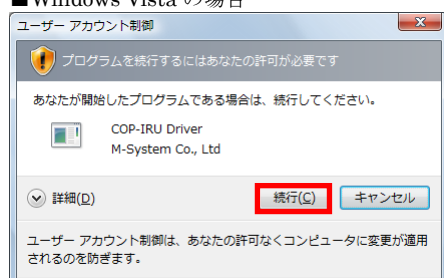 ■Windows Vista の場合
ユーザー アカウント制御
プログラムを続行するにはあなたの許可が必要です
あなたが開始したプログラムである場合は、続行してください。
COP-IRU Driver
M-System Co., Ltd
詳細(D)
続行(C)
キャンセル
ユーザー アカウント制御は、あなたの許可なくコンピュータに変更が適用
されるのを防ぎます。